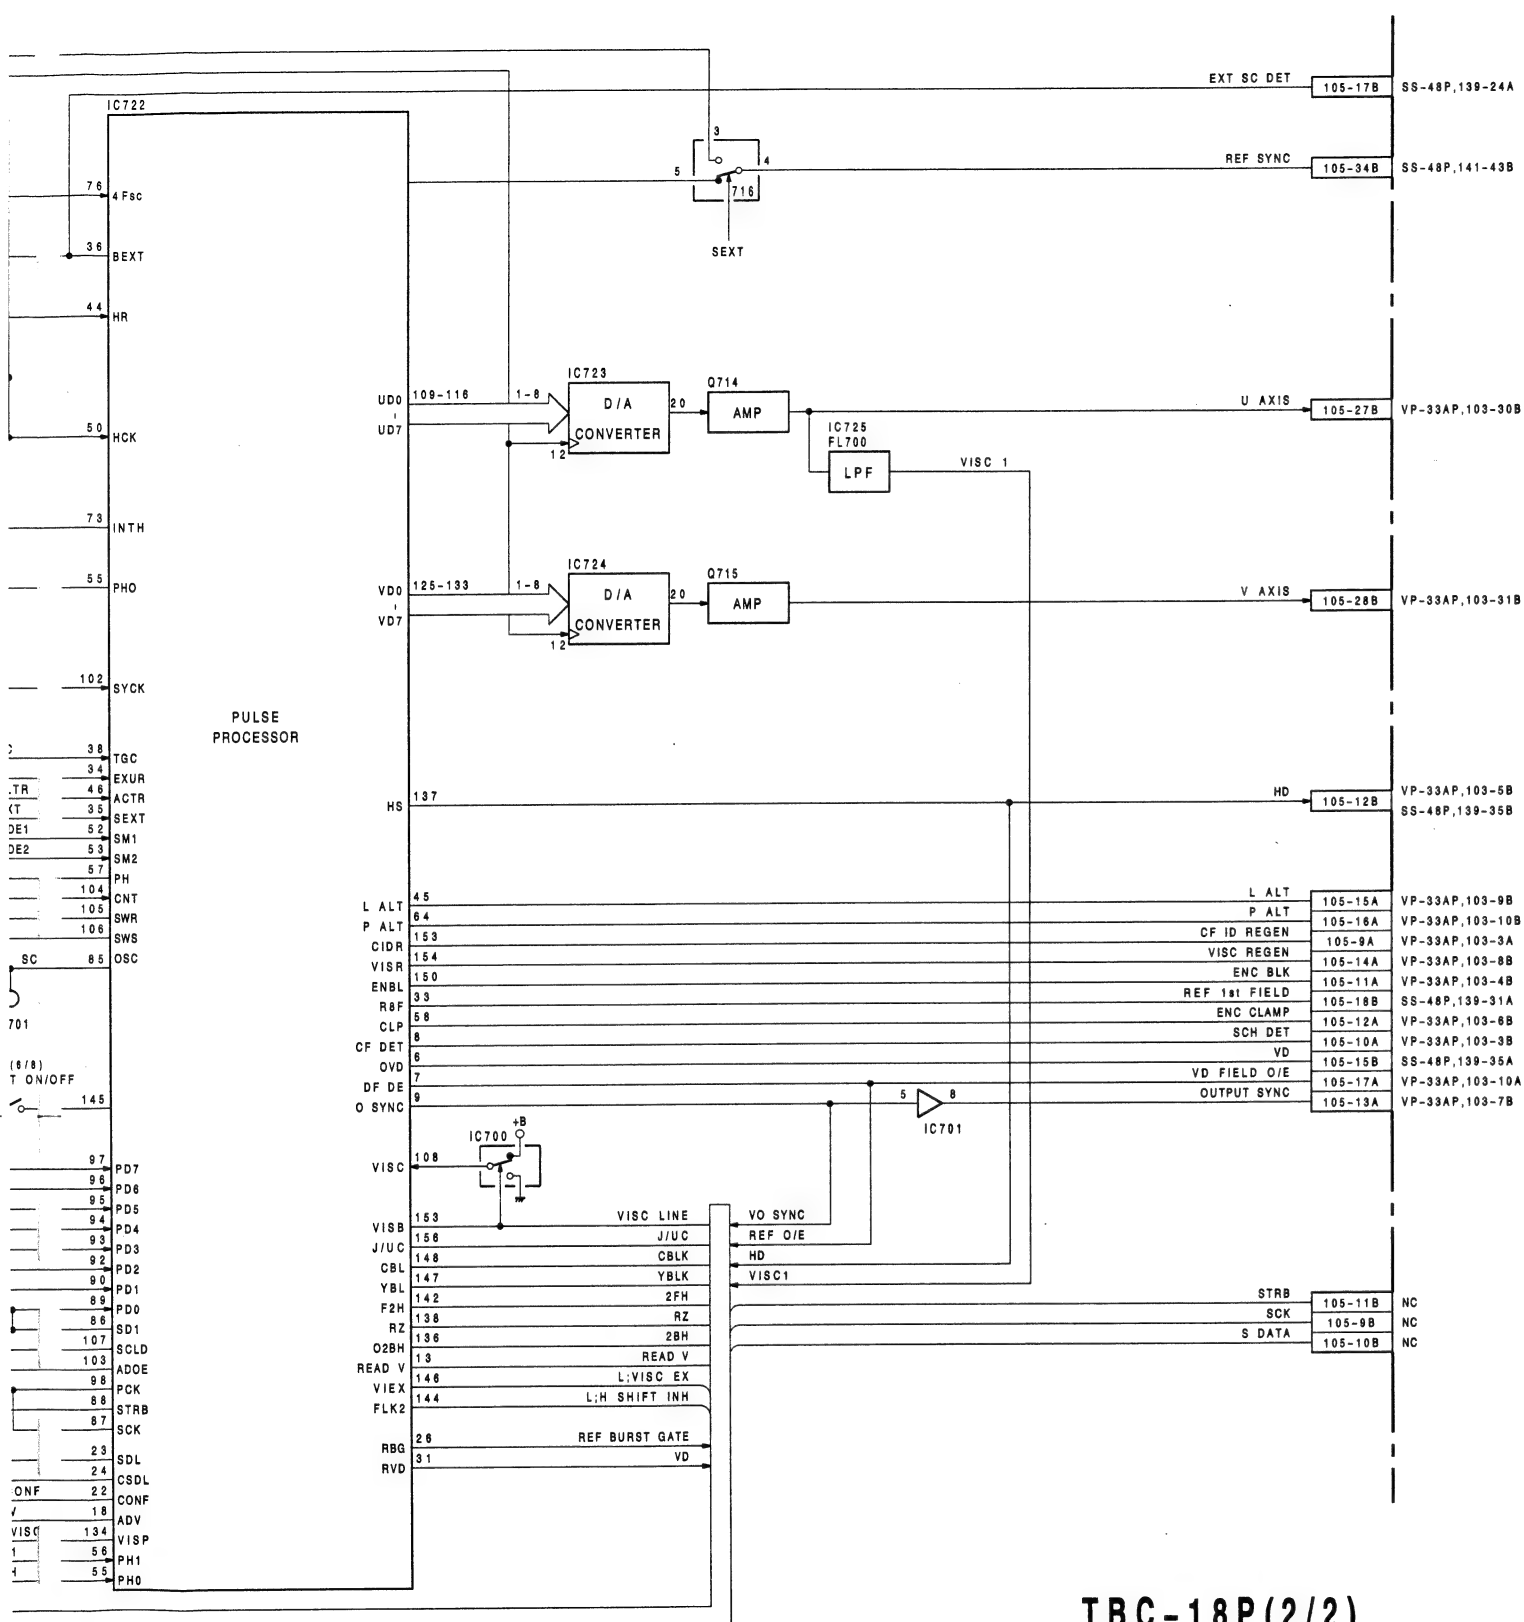 EXT SC DET 105-17B SS-48P,139-24A
IC722
3
5 4
REF SYNC 105-34B SS-48P,141-43B
716
SEXT
76 4Fsc
36 BEXT
44 HR
IC723
Q714
UD0 109-116 1-8 D/A 20 AMP U AXIS 105-27B VP-33AP,103-30B
UD7 CONVERTER
12
IC725
FL700
LPF VISC 1
50 HCK
73 INTH
IC724
Q715
55 PHO
VD0 125-133 1-8 D/A 20 AMP V AXIS 105-28B VP-33AP,103-31B
VD7 CONVERTER
12
102 SYCK
PULSE
PROCESSOR
38 TGC
34 EXUR
.TR 46 ACTR
35 SEXT
DE1 52 SM1
DE2 53 SM2
57 PH
104 CNT
105 SWR
106 SWS
SC 85 OSC
701
(6/8)
T ON/OFF
145
HS 137 HD 105-12B VP-33AP,103-5B
SS-48P,139-35B
L ALT 45 L ALT 105-15A VP-33AP,103-9B
P ALT 64 P ALT 105-16A VP-33AP,103-10B
CIDR 153 CF ID REGEN 105-9A VP-33AP,103-3A
VISR 154 VISC REGEN 105-14A VP-33AP,103-8B
ENBL 150 ENC BLK 105-11A VP-33AP,103-4B
R8F 33 REF 1st FIELD 105-18B SS-48P,139-31A
CLP 58 ENC CLAMP 105-12A VP-33AP,103-6B
CF DET 8 SCH DET 105-10A VP-33AP,103-3B
OVD 6 VD 105-15B SS-48P,139-35A
DF DE 7 VD FIELD O/E 105-17A VP-33AP,103-10A
O SYNC 9 5 8 OUTPUT SYNC 105-13A VP-33AP,103-7B
IC701
IC700 +B
VISC 108
97 PD7
96 PD6
95 PD5
94 PD4
93 PD3
92 PD2
90 PD1
89 PD0
86 SD1
107 SCLD
103 ADOE
98 PCK
88 STRB
87 SCK
23 SDL
24 CSDL
ONF 22 CONF
18 ADV
VISC 134 VISP
56 PH1
55 PH0
VISB 153 VISC LINE VO SYNC
J/UC 156 J/UC REF O/E
CBL 148 CBLK HD
YBL 147 YBLK VISC1
F2H 142 2FH STRB 105-11B NC
RZ 138 RZ SCK 105-9B NC
O2BH 136 2BH S DATA 105-10B NC
READ V 13 READ V
VIEX 146 L;VISC EX
FLK2 144 L;H SHIFT INH
RBG 26 REF BURST GATE
RVD 31 VD
TBC-18P(2/2)